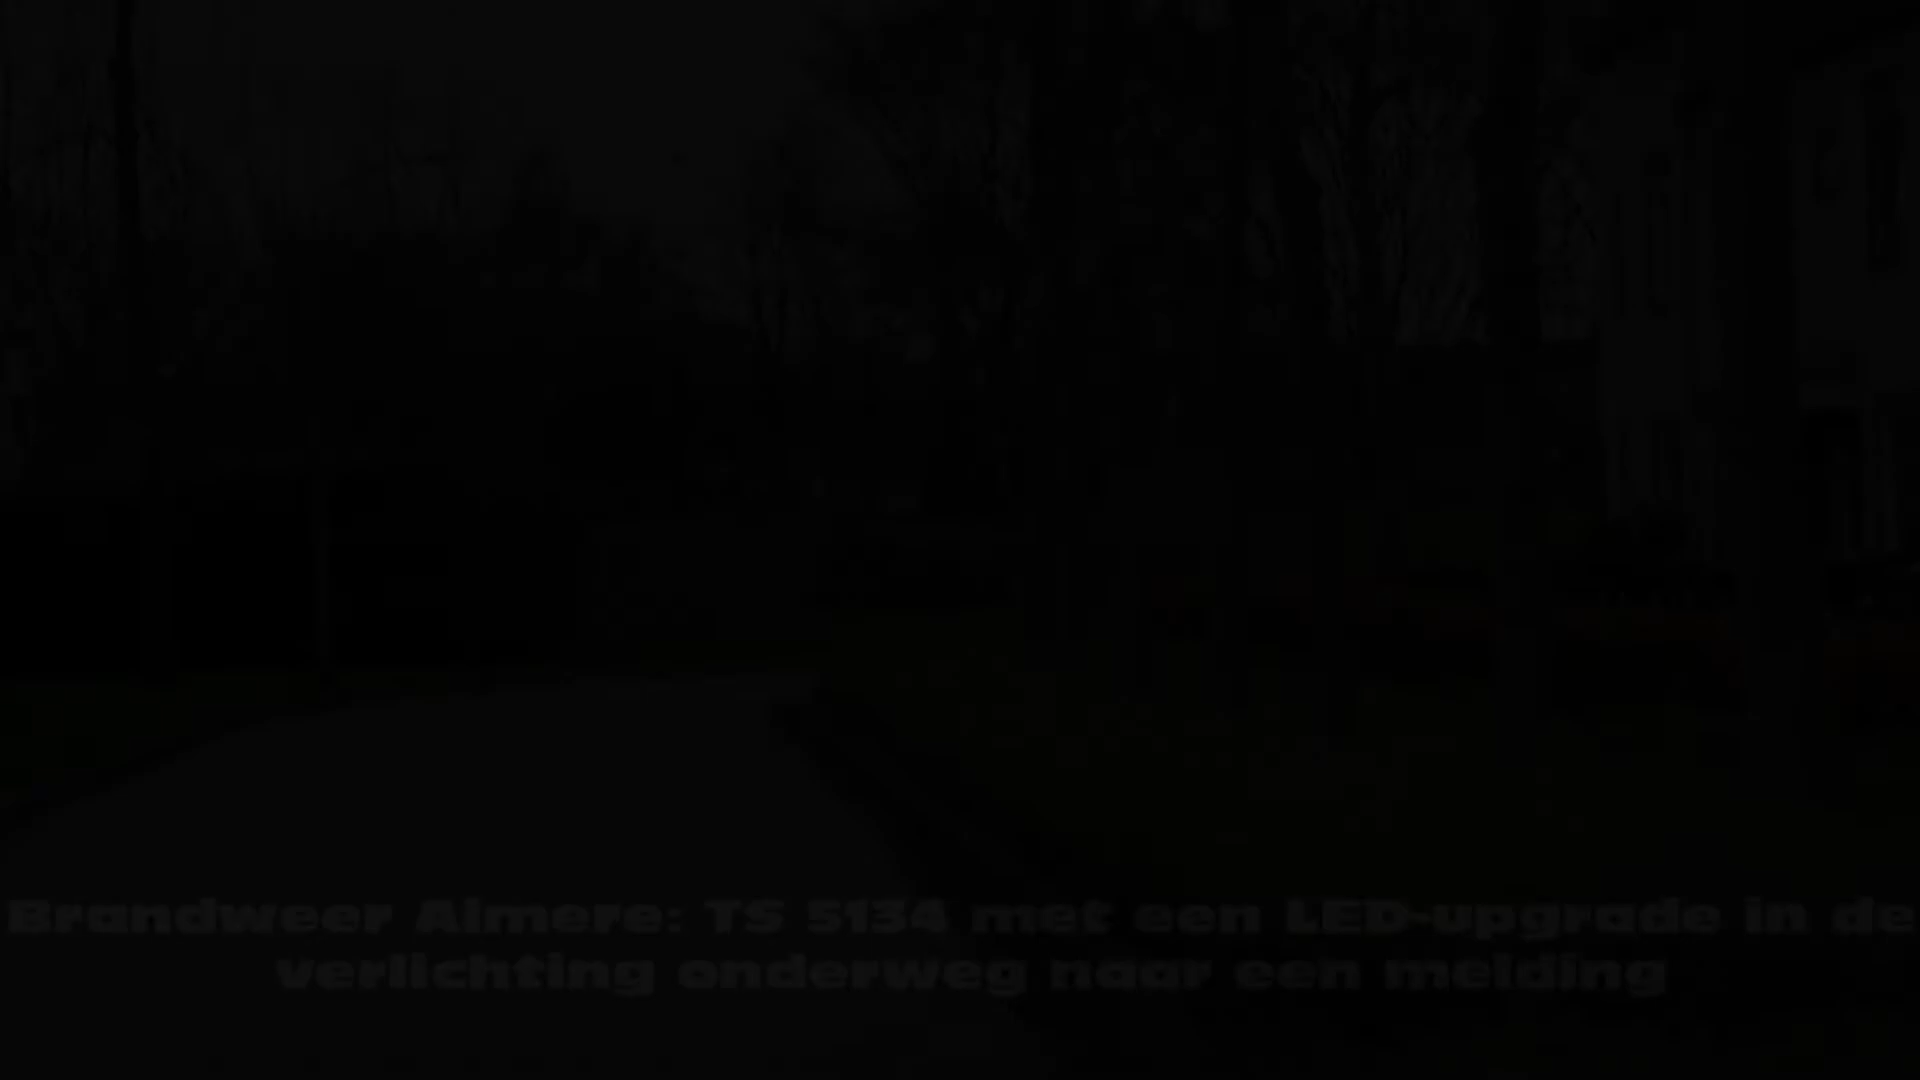 Brandweer Almere: TS 5134 met een LED-upgrade in de
verlichting onderweg naar een melding